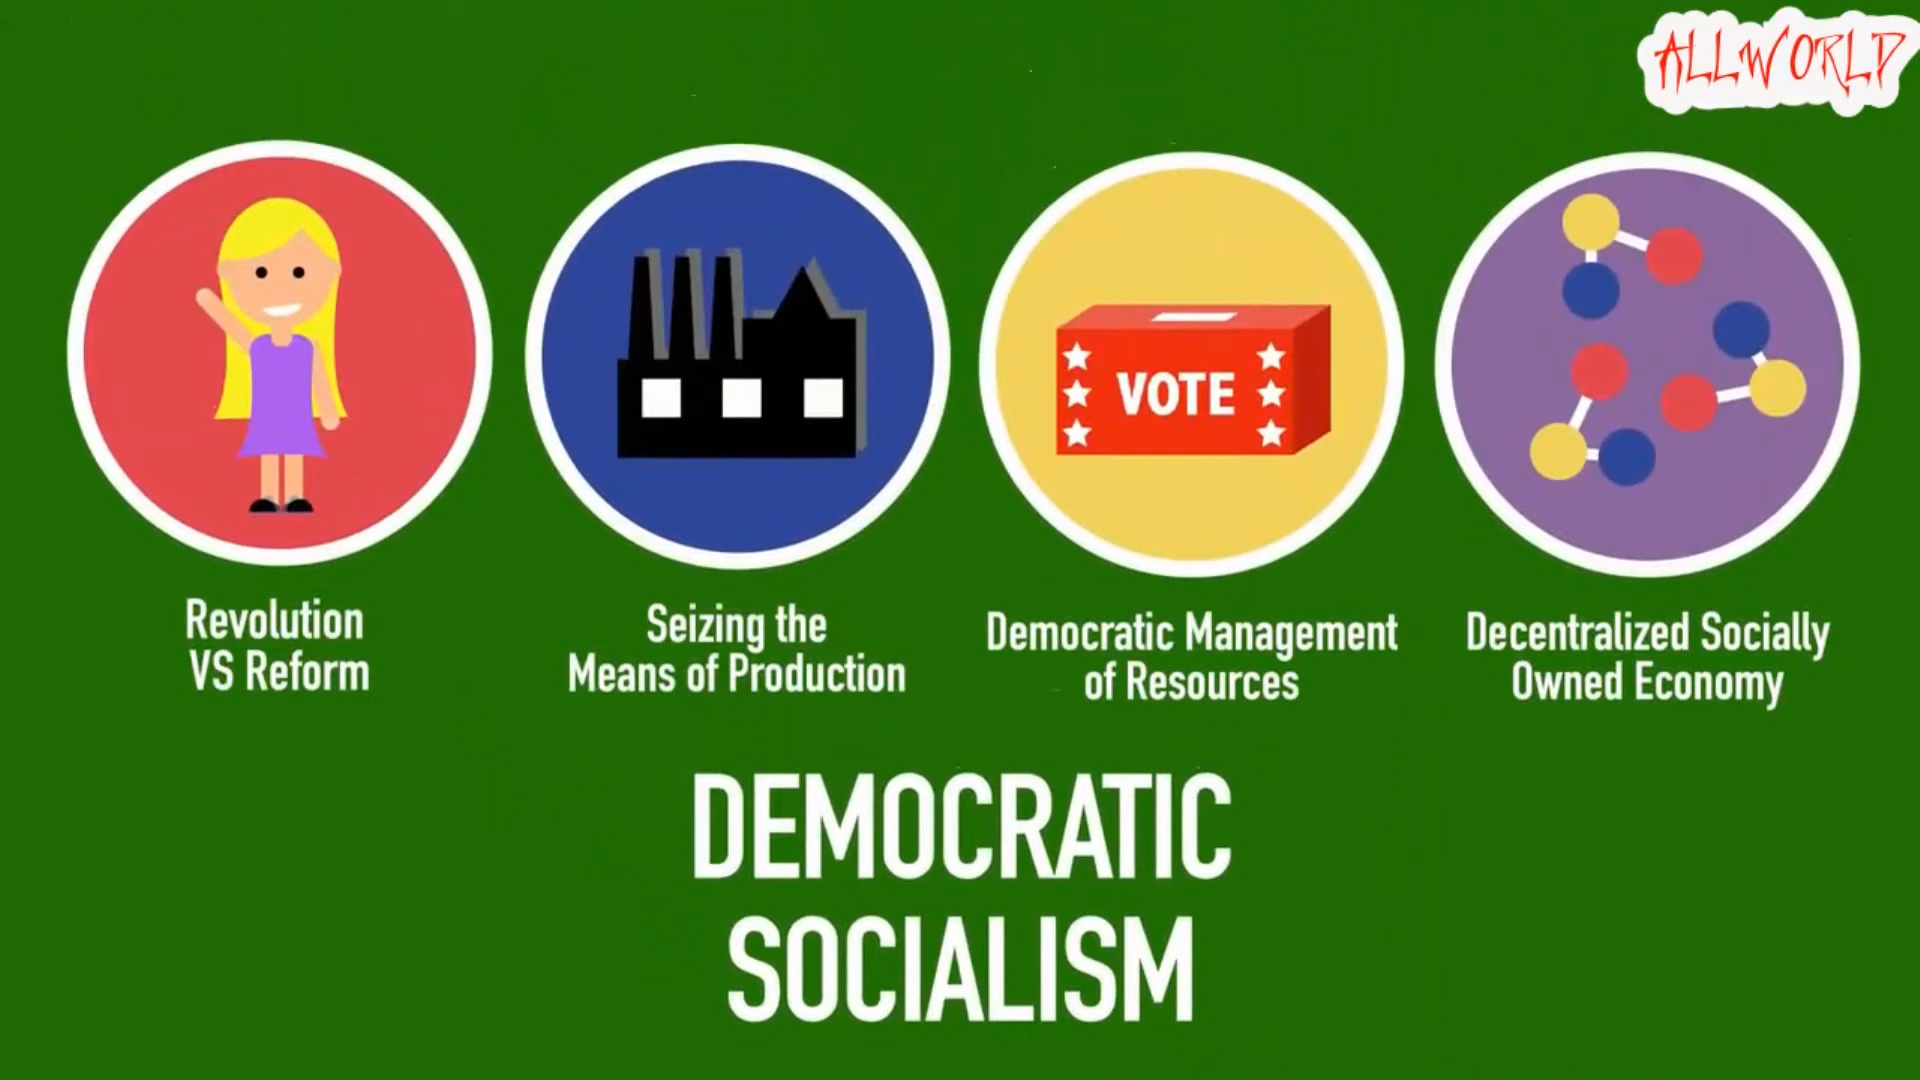 ALLWORLD
VOTE
Revolution
VS Reform
Seizing the
Means of Production
Democratic Management
of Resources
Decentralized Socially
Owned Economy
DEMOCRATIC
SOCIALISM